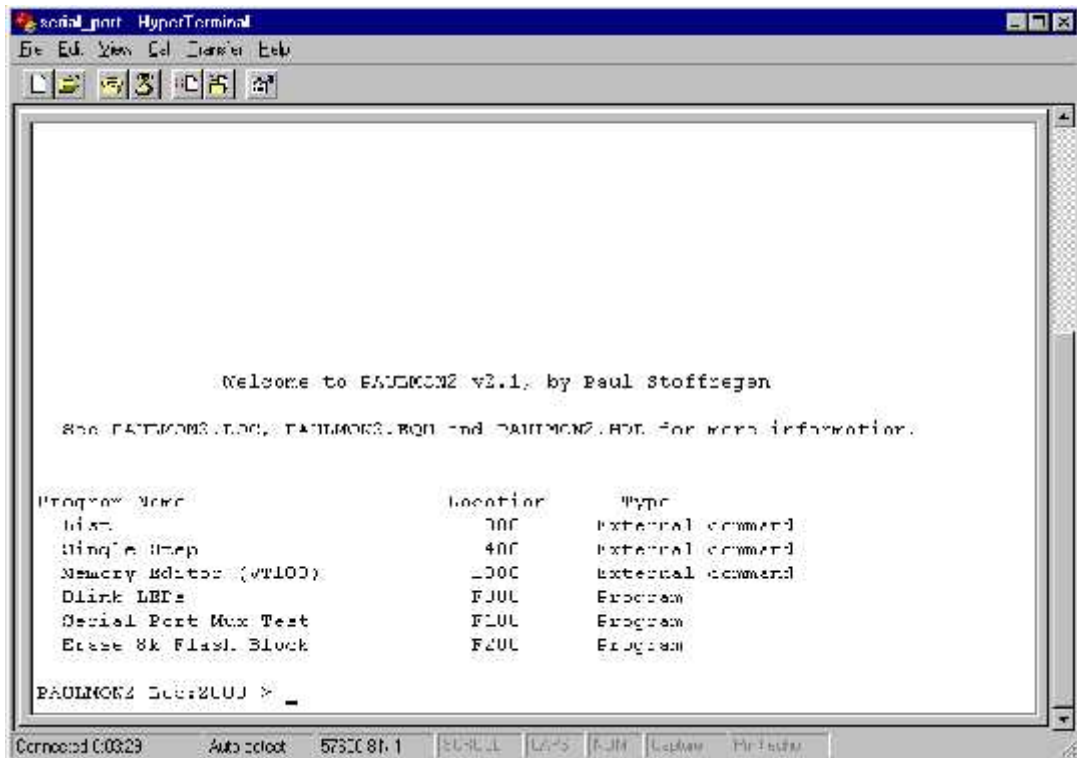 serial_port - HyperTerminal
File Edit View Call Transfer Help
Welcome to PAULMON2 v2.1, by Paul Stoffregen
See PAULMON2.DOC, PAULMON2.EQU and PAULMON2.HDR for more information.
Program Name Location Type
List External command
Single Step 400 External command
Memory Editor (VT100) External command
Blink LEDs F000 Program
Serial Port Mux Test F100 Program
Erase 8k Flash Block F200 Program
PAULMON2 Loc:2000 > _
Connected 0:03:29 Auto detect 57600 8-N-1 SCROLL CAPS NUM Capture Print echo